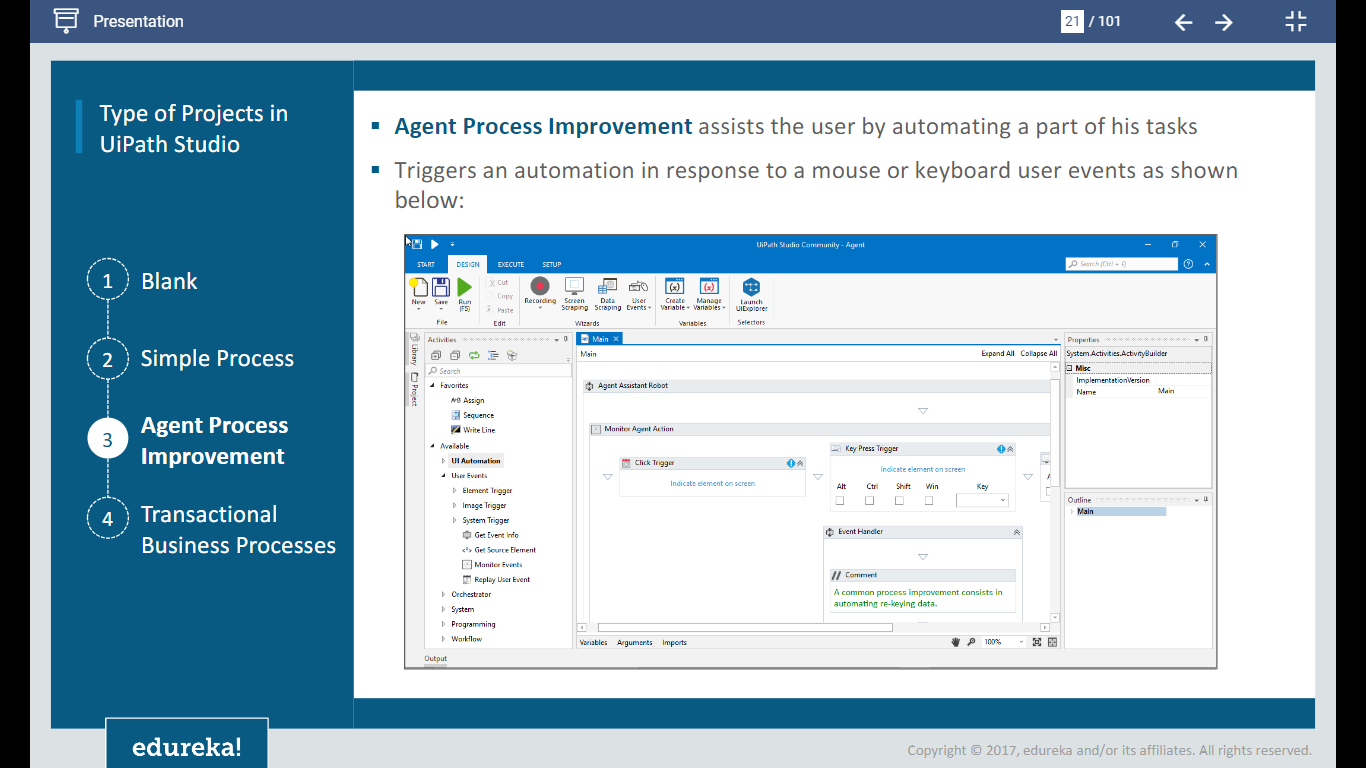 Presentation
21 / 101
Type of Projects in
UiPath Studio
1 Blank
2 Simple Process
3 Agent Process
Improvement
4 Transactional
Business Processes
edureka!
Agent Process Improvement assists the user by automating a part of his tasks
Triggers an automation in response to a mouse or keyboard user events as shown
below:
UiPath Studio Community - Agent
START DESIGN EXECUTE SETUP
Search (Ctrl + F)
New Save Run
(F5)
Cut
Copy
Paste
Recording Screen
Scraping Data
Scraping User
Events Create
Variable Manage
Variables Launch
UiExplorer
File Edit Wizards Variables Selectors
Library
Project
Activities
Search
Favorites
A+B Assign
Sequence
Write Line
Available
UI Automation
User Events
Element Trigger
Image Trigger
System Trigger
Get Event Info
Get Source Element
Monitor Events
Replay User Event
Orchestrator
System
Programming
Workflow
Output
Main
Main Expand All Collapse All
Agent Assistant Robot
Monitor Agent Action
Click Trigger
Indicate element on screen
Key Press Trigger
Indicate element on screen
Alt Ctrl Shift Win Key
A
Event Handler
// Comment
A common process improvement consists in
automating re-keying data.
Variables Arguments Imports 100%
Properties
System.Activities.ActivityBuilder
Misc
ImplementationVersion
Name Main
Outline
Main
Copyright © 2017, edureka and/or its affiliates. All rights reserved.